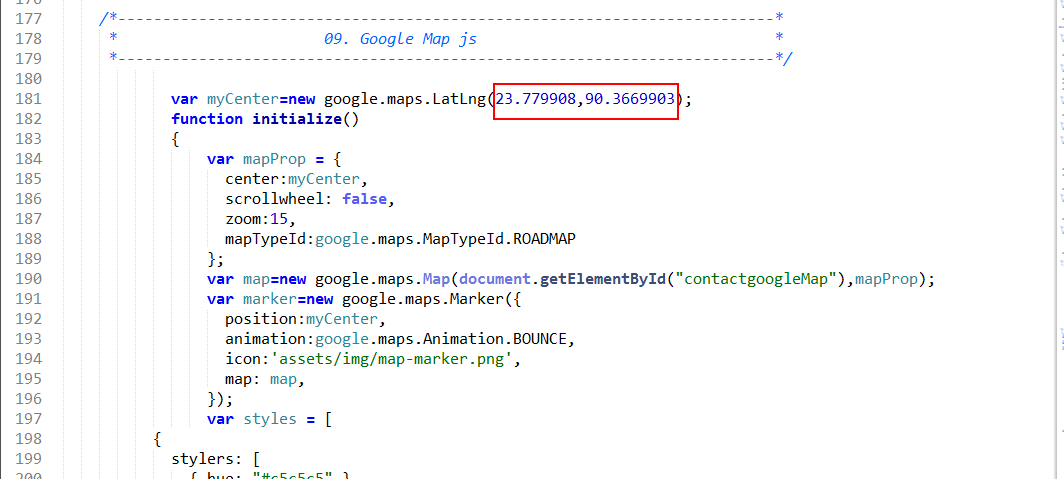 177 /*-------------------------------------------------------------------------*
178 * 09. Google Map js *
179 *-------------------------------------------------------------------------*/
180
181 var myCenter=new google.maps.LatLng(23.779908,90.3669903);
182 function initialize()
183 {
184 var mapProp = {
185 center:myCenter,
186 scrollwheel: false,
187 zoom:15,
188 mapTypeId:google.maps.MapTypeId.ROADMAP
189 };
190 var map=new google.maps.Map(document.getElementById("contactgoogleMap"),mapProp);
191 var marker=new google.maps.Marker({
192 position:myCenter,
193 animation:google.maps.Animation.BOUNCE,
194 icon:'assets/img/map-marker.png',
195 map: map,
196 });
197 var styles = [
198 {
199 stylers: [
200 { hue: "#c5c5c5" }